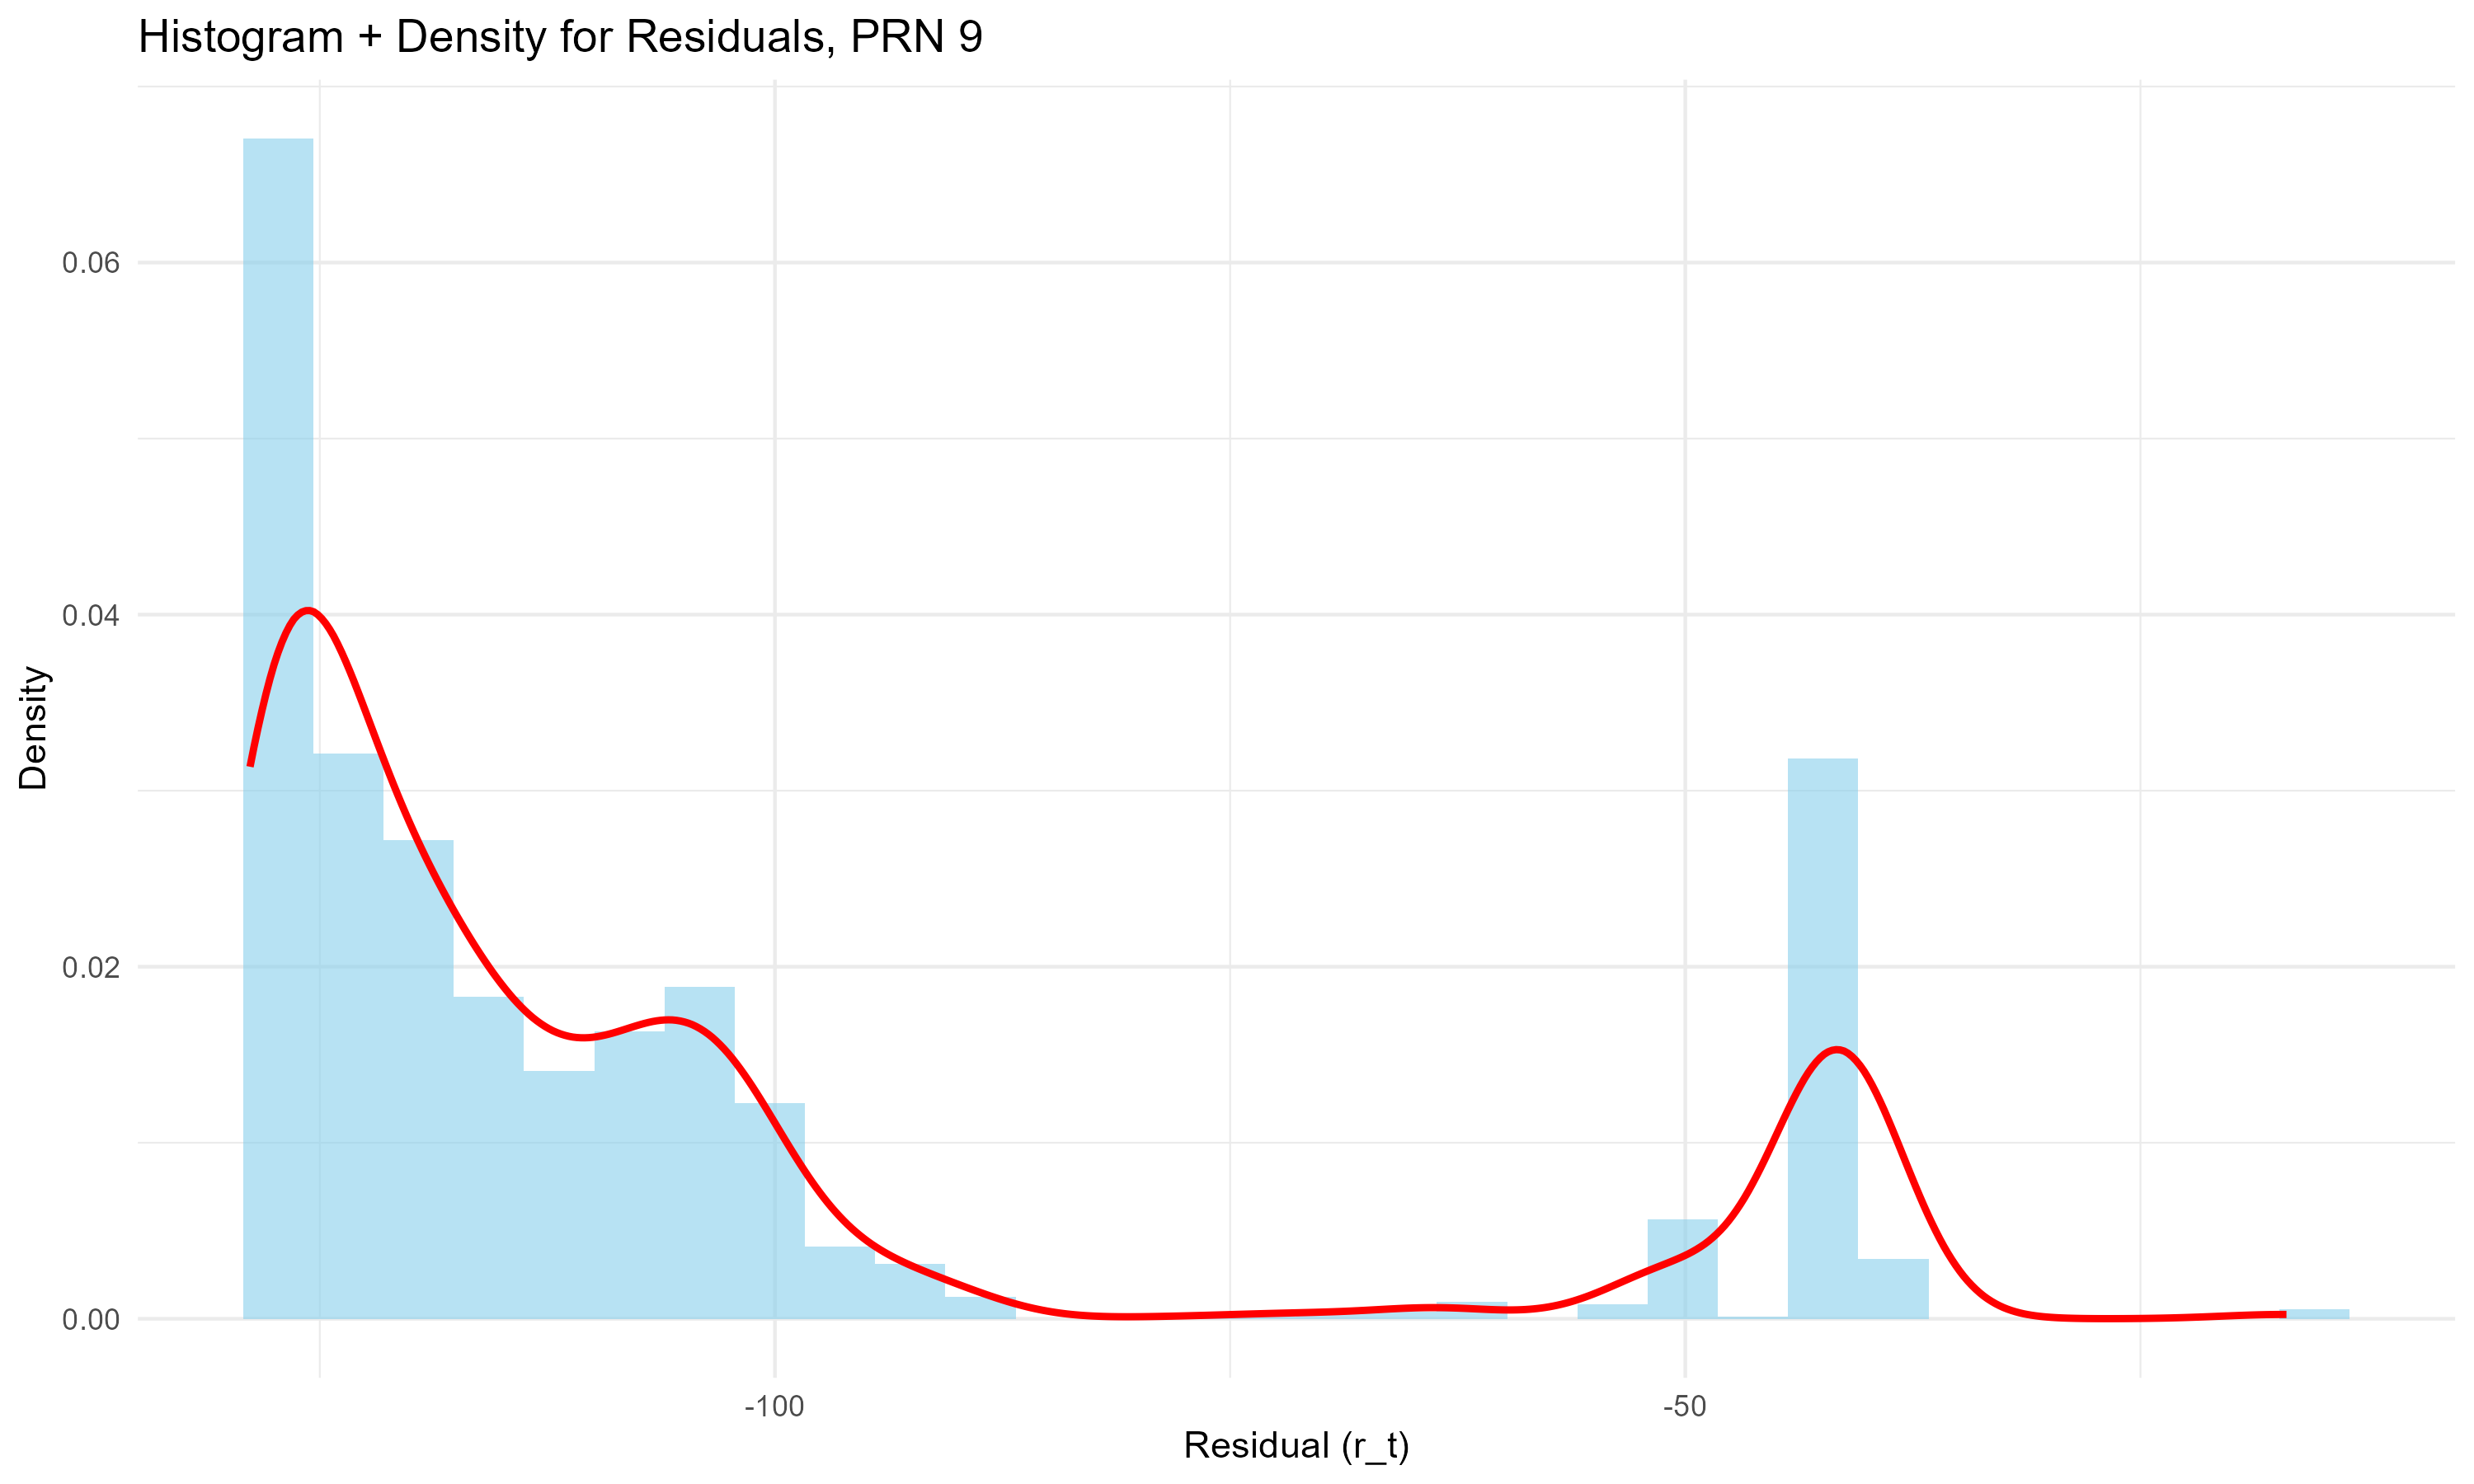 Histogram + Density for Residuals, PRN 9
Density
0.06
0.04
0.02
0.00
-100
-50
Residual (r_t)